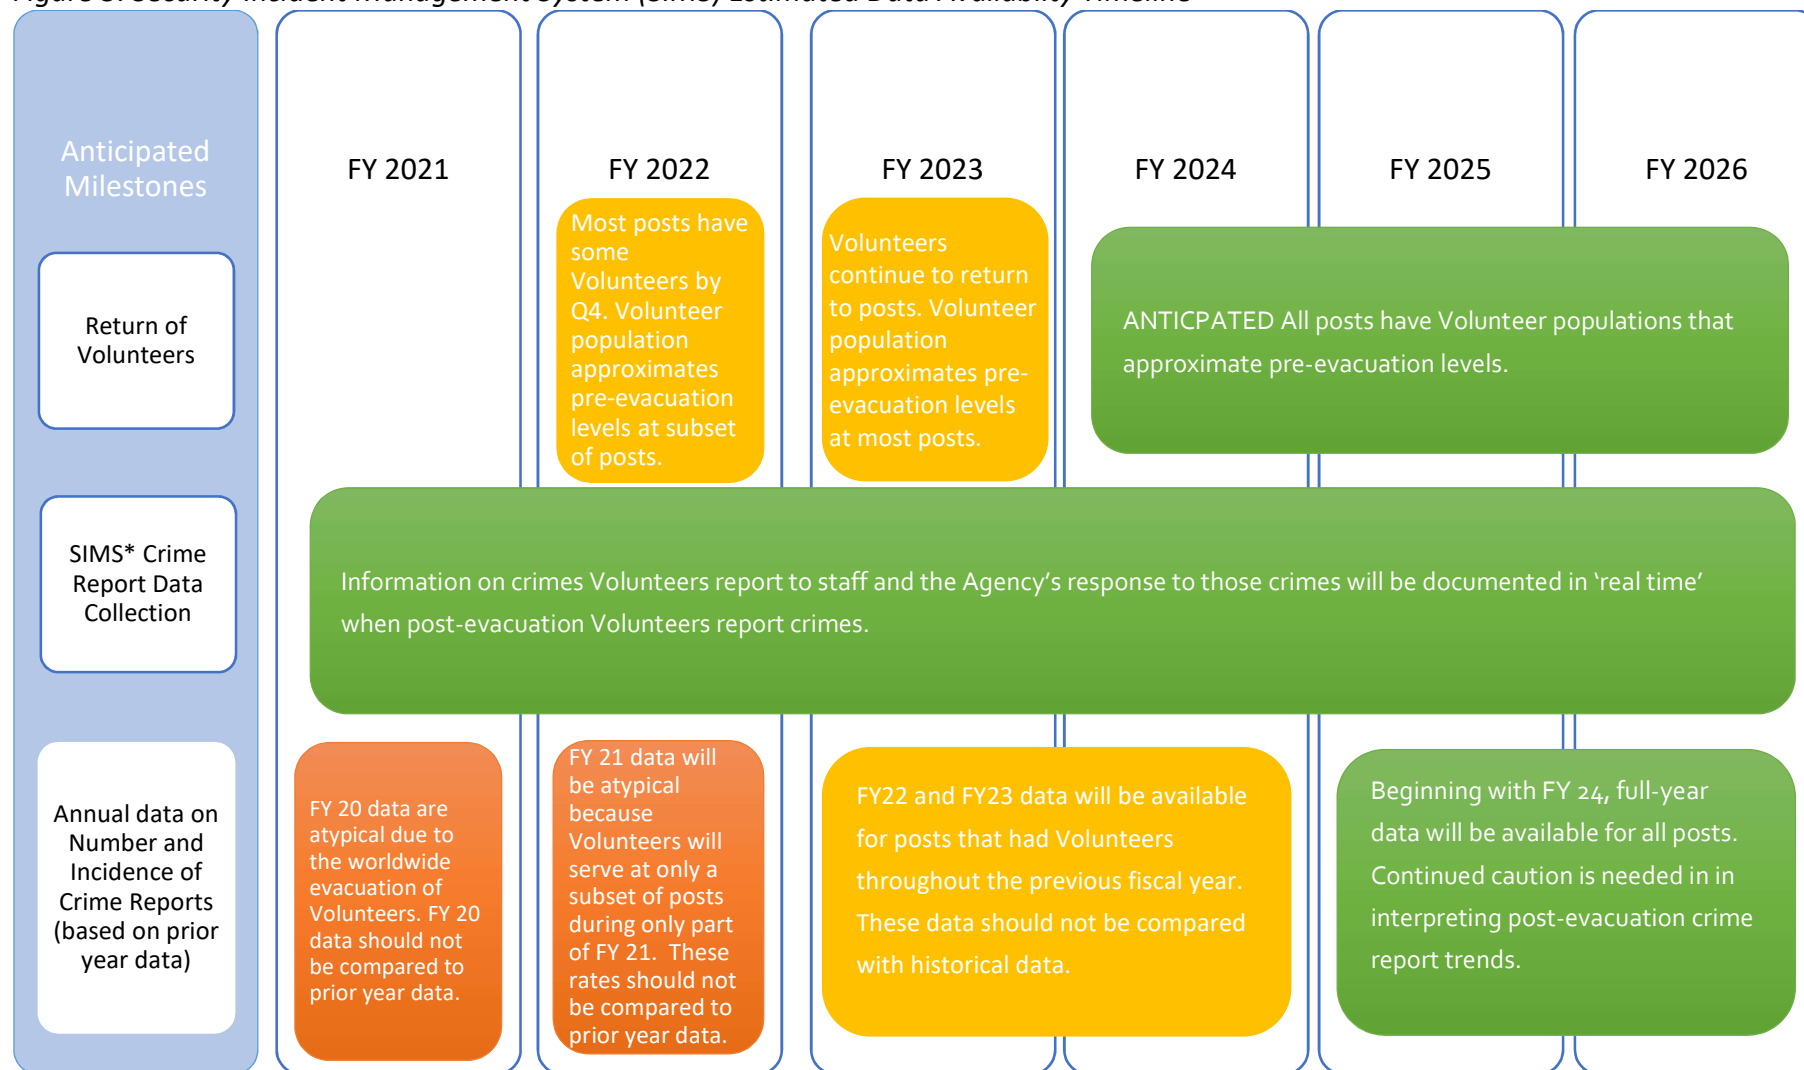 Figure 3. Security Incident Management System (SIMS) Estimated Data Availability Timeline
Anticipated
Milestones
FY 2021
FY 2022
FY 2023
FY 2024
FY 2025
FY 2026
Return of
Volunteers
Most posts have
some
Volunteers by
Q4. Volunteer
population
approximates
pre-evacuation
levels at subset
of posts.
Volunteers
continue to return
to posts. Volunteer
population
approximates pre-
evacuation levels
at most posts.
ANTICPATED All posts have Volunteer populations that
approximate pre-evacuation levels.
SIMS* Crime
Report Data
Collection
Information on crimes Volunteers report to staff and the Agency’s response to those crimes will be documented in ‘real time’
when post-evacuation Volunteers report crimes.
Annual data on
Number and
Incidence of
Crime Reports
(based on prior
year data)
FY 20 data are
atypical due to
the worldwide
evacuation of
Volunteers. FY 20
data should not
be compared to
prior year data.
FY 21 data will
be atypical
because
Volunteers will
serve at only a
subset of posts
during only part
of FY 21. These
rates should not
be compared to
prior year data.
FY22 and FY23 data will be available
for posts that had Volunteers
throughout the previous fiscal year.
These data should not be compared
with historical data.
Beginning with FY 24, full-year
data will be available for all posts.
Continued caution is needed in in
interpreting post-evacuation crime
report trends.